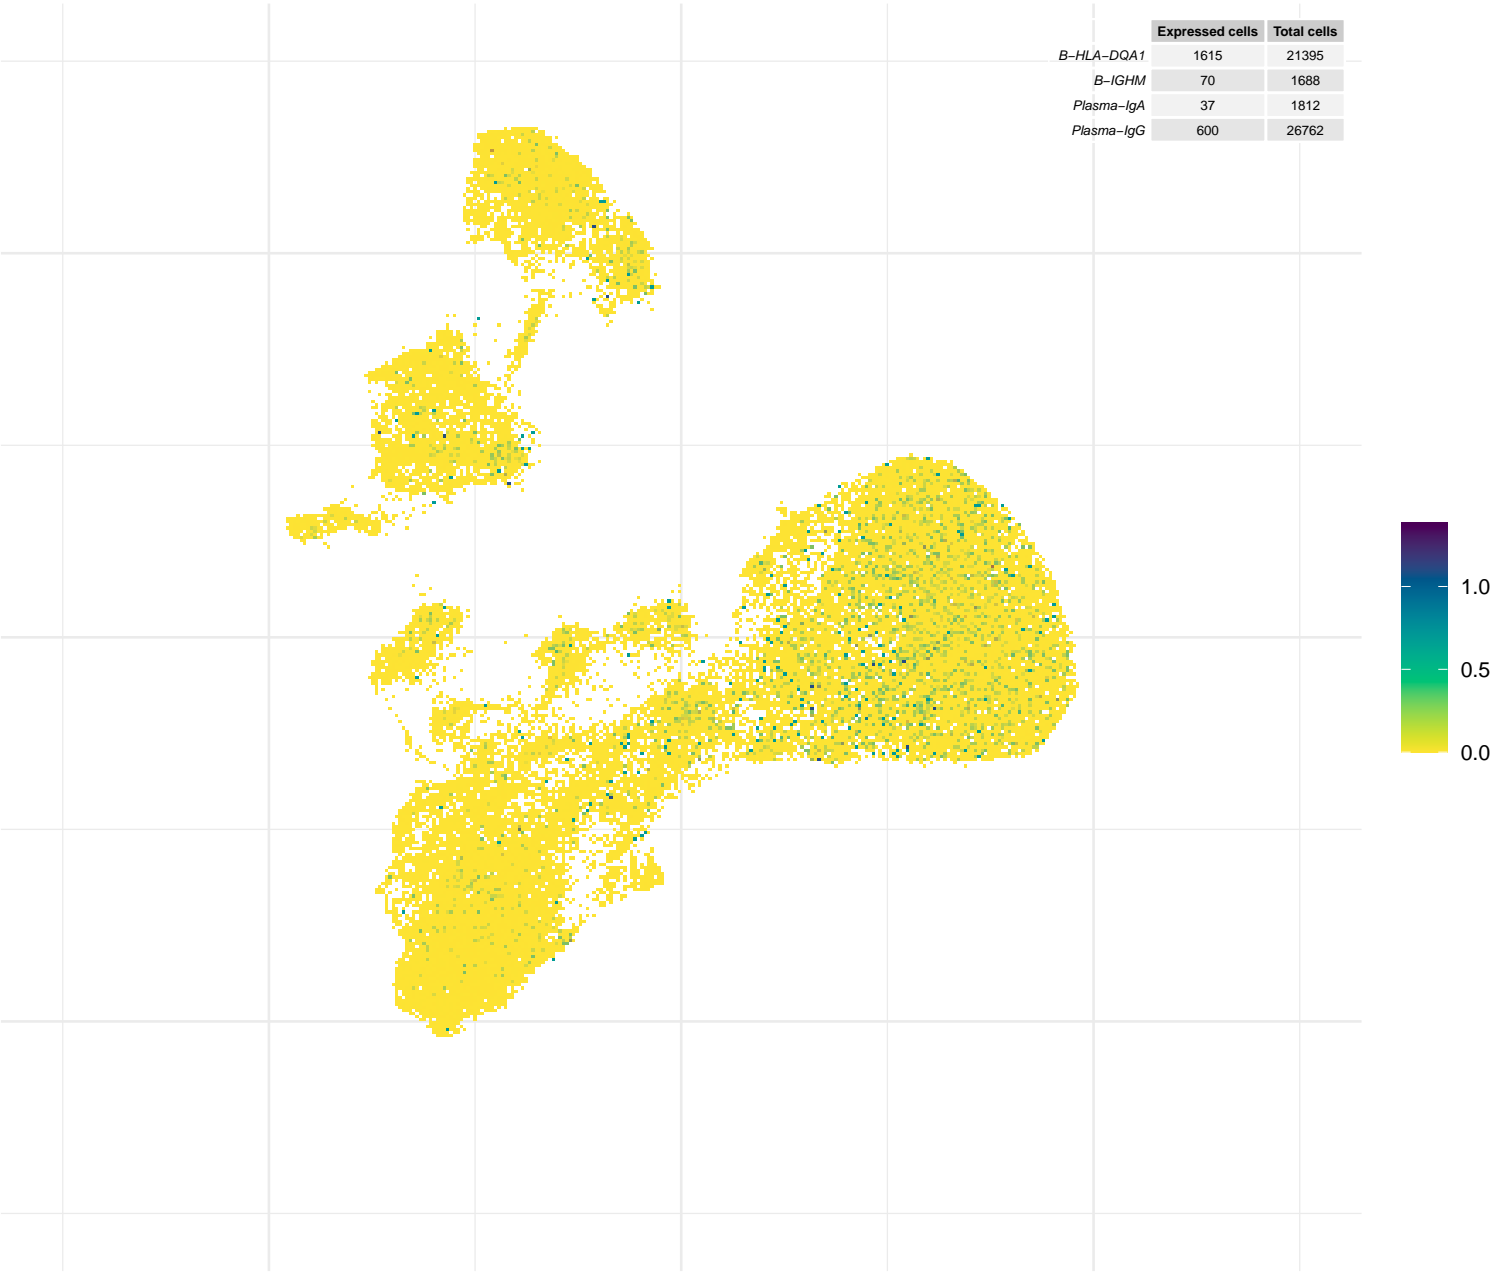 Expressed cells Total cells
B−HLA−DQA1 1615 21395
B−IGHM 70 1688
Plasma−IgA 37 1812
Plasma−IgG 600 26762
1.0
0.5
0.0